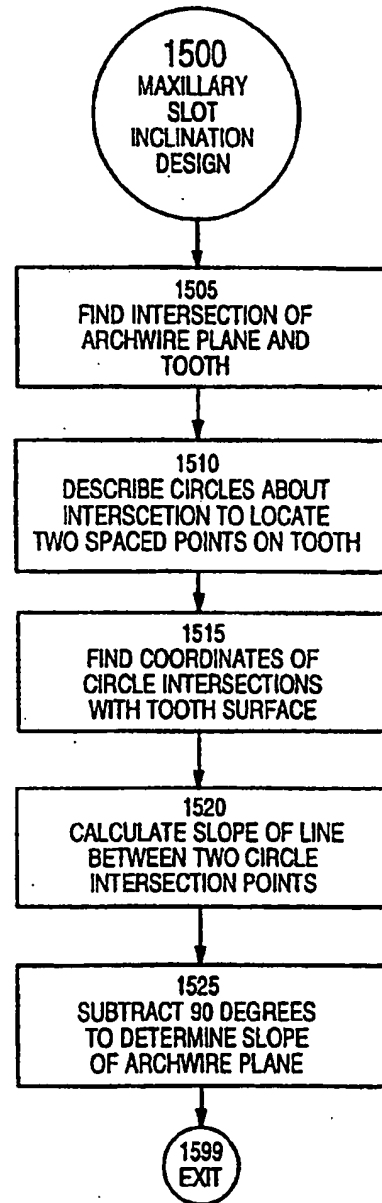 1500
MAXILLARY
SLOT
INCLINATION
DESIGN
1505
FIND INTERSECTION OF
ARCHWIRE PLANE AND
TOOTH
1510
DESCRIBE CIRCLES ABOUT
INTERSCETION TO LOCATE
TWO SPACED POINTS ON TOOTH
1515
FIND COORDINATES OF
CIRCLE INTERSECTIONS
WITH TOOTH SURFACE
1520
CALCULATE SLOPE OF LINE
BETWEEN TWO CIRCLE
INTERSECTION POINTS
1525
SUBTRACT 90 DEGREES
TO DETERMINE SLOPE
OF ARCHWIRE PLANE
1599
EXIT